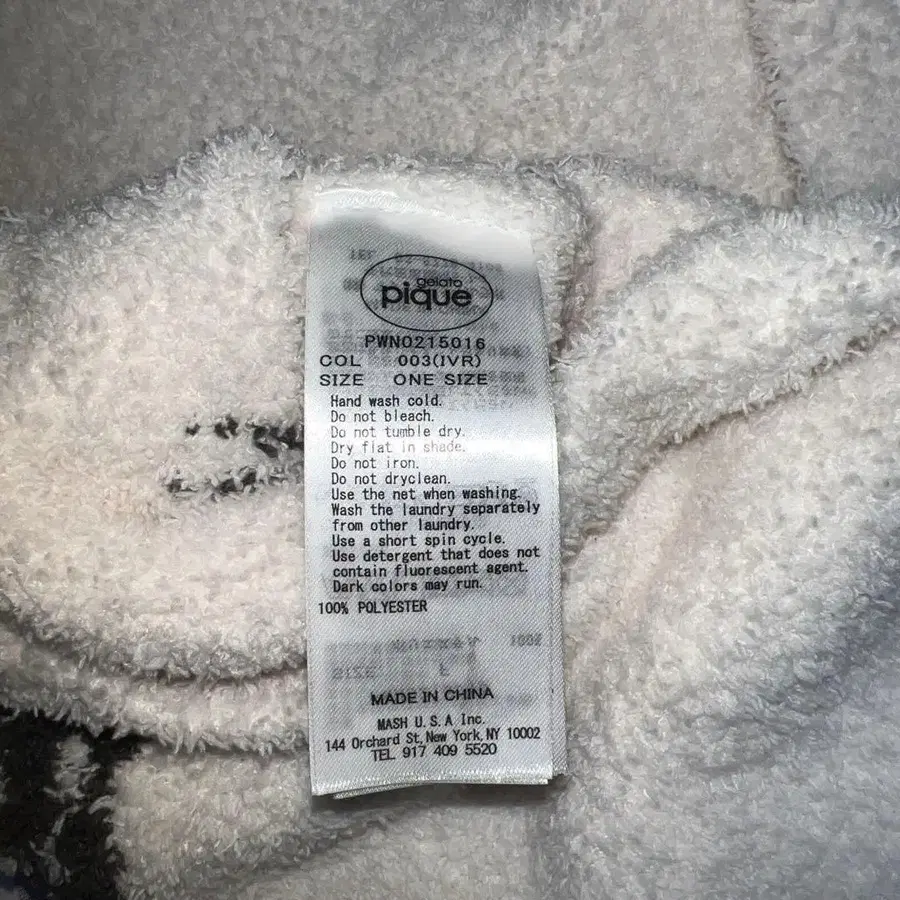 gelato
pique
PWNO215016
COL 003(IVR)
SIZE ONE SIZE
Hand wash cold.
Do not bleach.
Do not tumble dry.
Dry flat in shade.
Do not iron.
Do not dryclean.
Use the net when washing.
Wash the laundry separately
from other laundry.
Use a short spin cycle.
Use detergent that does not
contain fluorescent agent.
Dark colors may run.
100% POLYESTER
MADE IN CHINA
MASH U.S.A Inc.
144 Orchard St, New York, NY 10002
TEL 917 409 5520